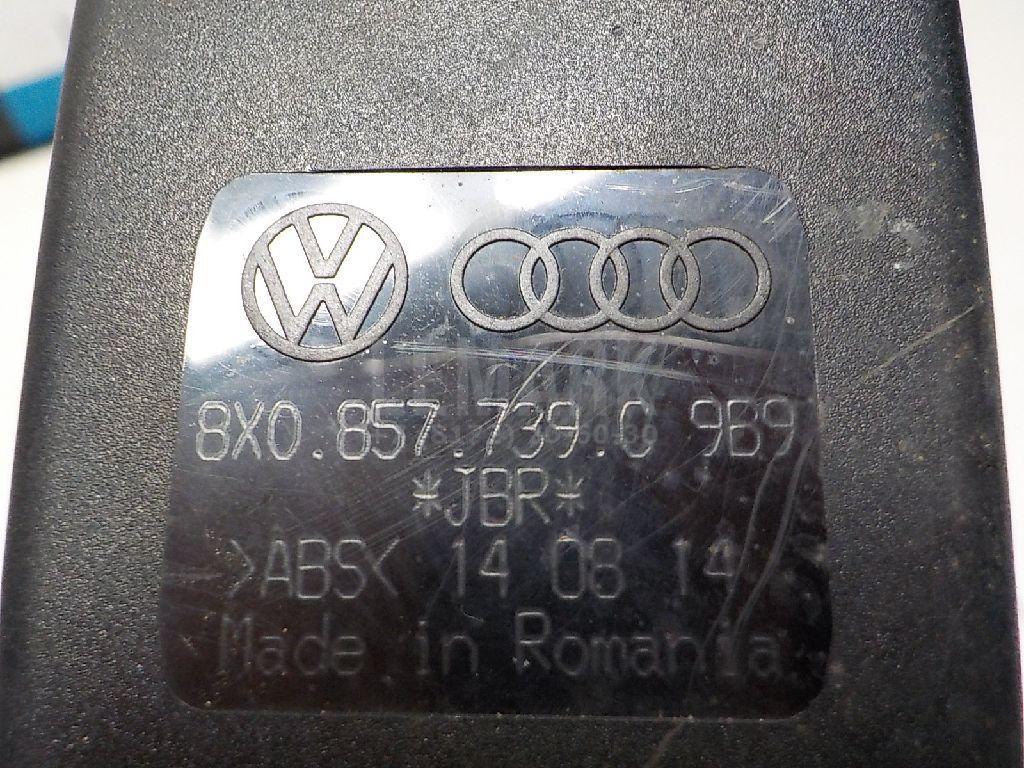 8X0.857.739.C 9B9
*JBR*
>ABS< 14 08 14
Made in Romania